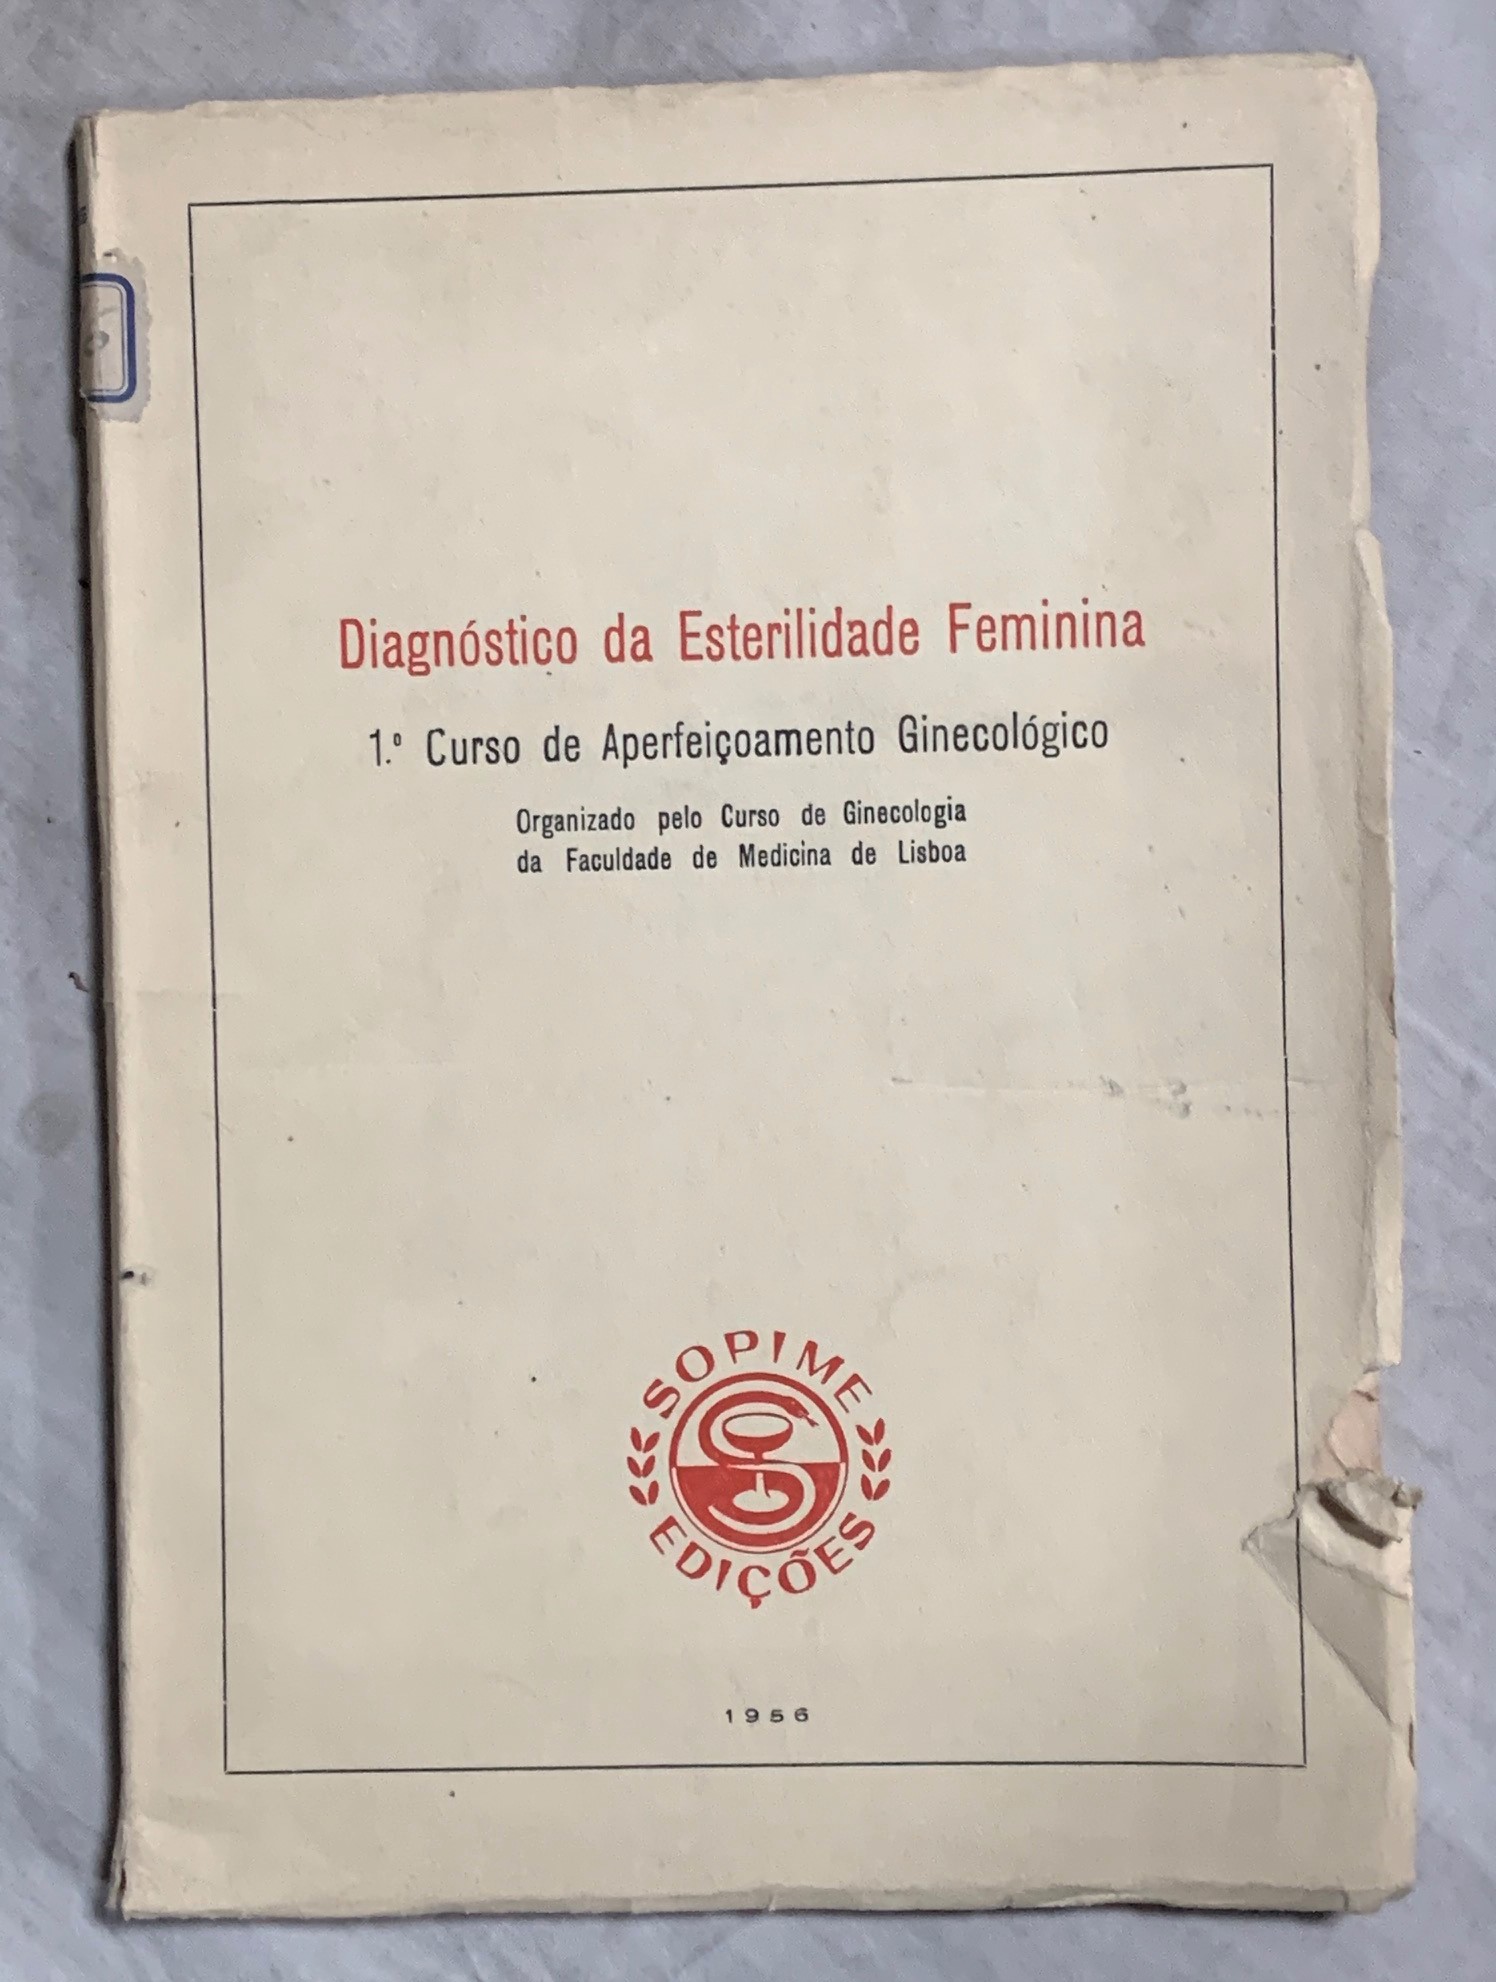 Diagnóstico da Esterilidade Feminina
1.º Curso de Aperfeiçoamento Ginecológico
Organizado pelo Curso de Ginecologia
da Faculdade de Medicina de Lisboa
SOPIME
EDIÇÕES
1956